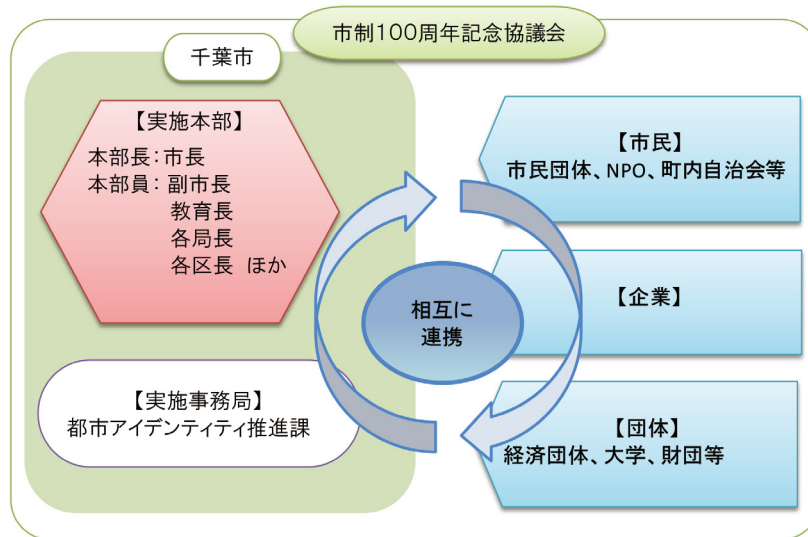 市制100周年記念協議会
千葉市
【実施本部】
本部長：市長
本部員：副市長
教育長
各局長
各区長 ほか
【実施事務局】
都市アイデンティティ推進課
相互に
連携
【市民】
市民団体、NPO、町内自治会等
【企業】
【団体】
経済団体、大学、財団等